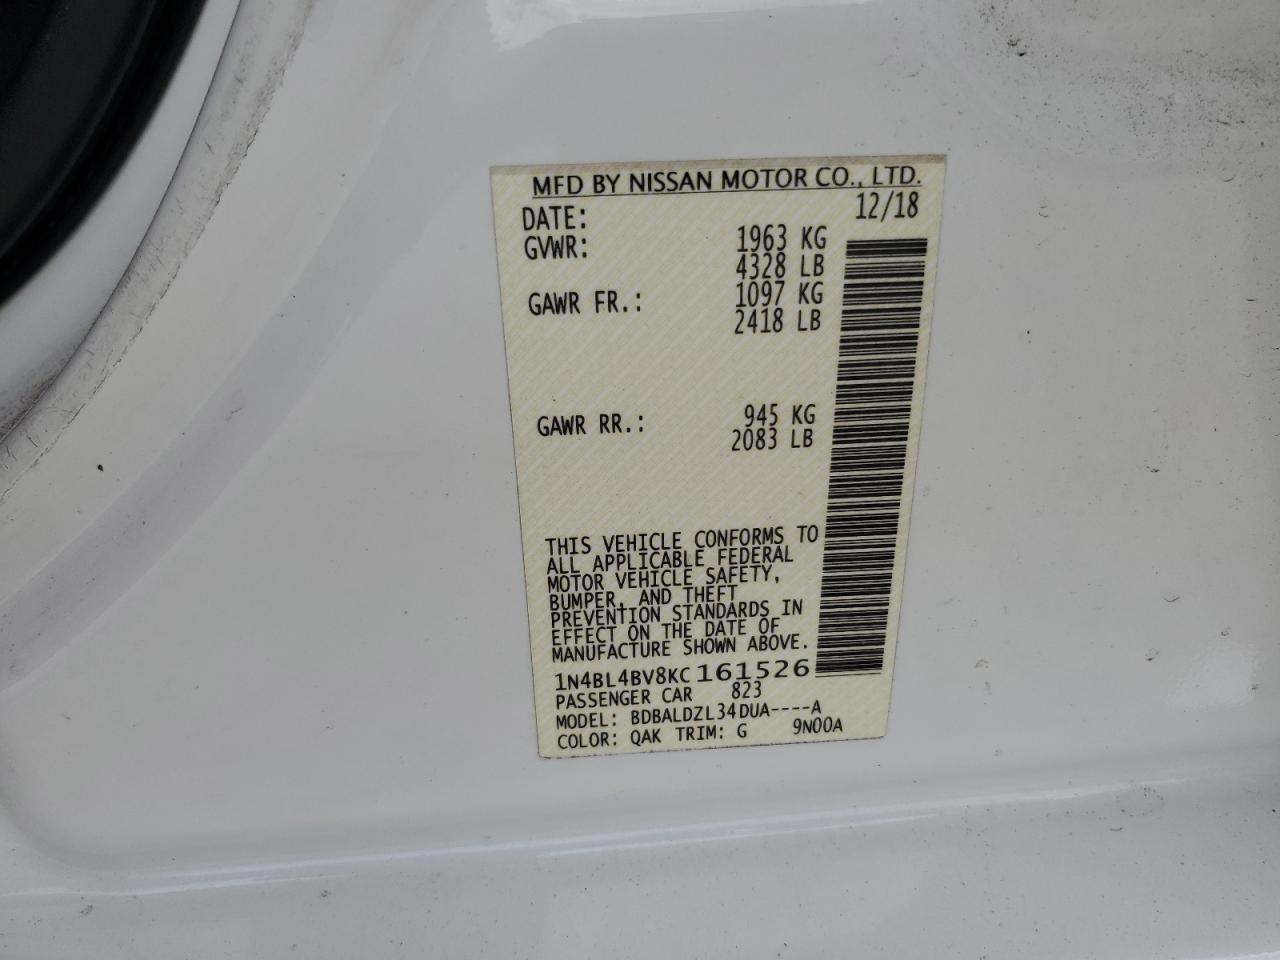 MFD BY NISSAN MOTOR CO., LTD.
DATE: 12/18
GVWR: 1963 KG
4328 LB
GAWR FR.: 1097 KG
2418 LB
GAWR RR.: 945 KG
2083 LB
THIS VEHICLE CONFORMS TO
ALL APPLICABLE FEDERAL
MOTOR VEHICLE SAFETY,
BUMPER, AND THEFT
PREVENTION STANDARDS IN
EFFECT ON THE DATE OF
MANUFACTURE SHOWN ABOVE.
1N4BL4BV8KC161526
PASSENGER CAR 823
MODEL: BDBALDZL34DUA----A
COLOR: QAK TRIM: G 9N00A